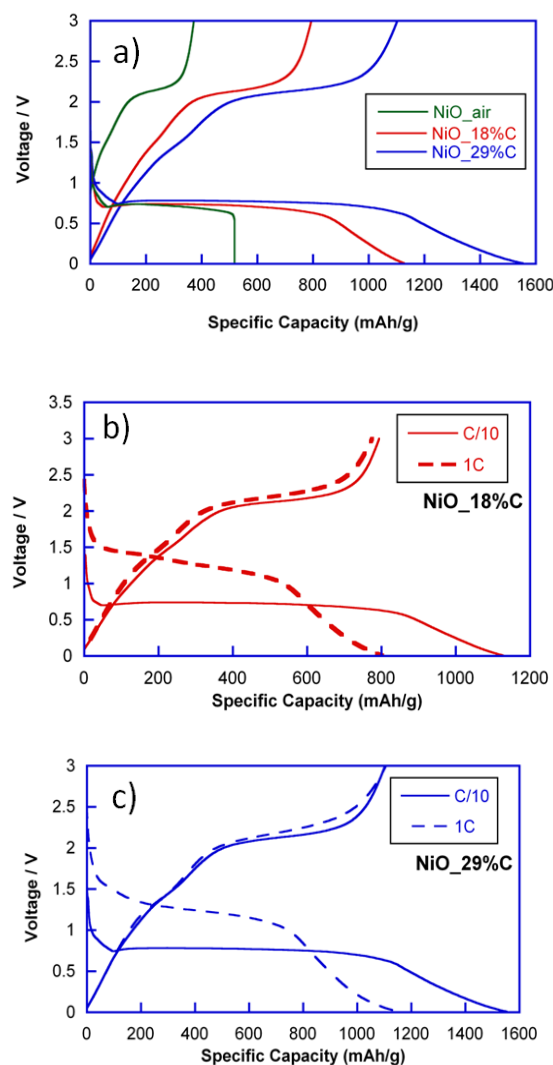 a)
3
2.5
2
1.5
1
0.5
0
Voltage / V
NiO_air
NiO_18%C
NiO_29%C
0 200 400 600 800 1000 1200 1400 1600
Specific Capacity (mAh/g)
b)
3.5
3
2.5
2
1.5
1
0.5
0
Voltage / V
C/10
1C
NiO_18%C
0 200 400 600 800 1000 1200
Specific Capacity (mAh/g)
c)
3
2.5
2
1.5
1
0.5
0
Voltage / V
C/10
1C
NiO_29%C
0 200 400 600 800 1000 1200 1400 1600
Specific Capacity (mAh/g)